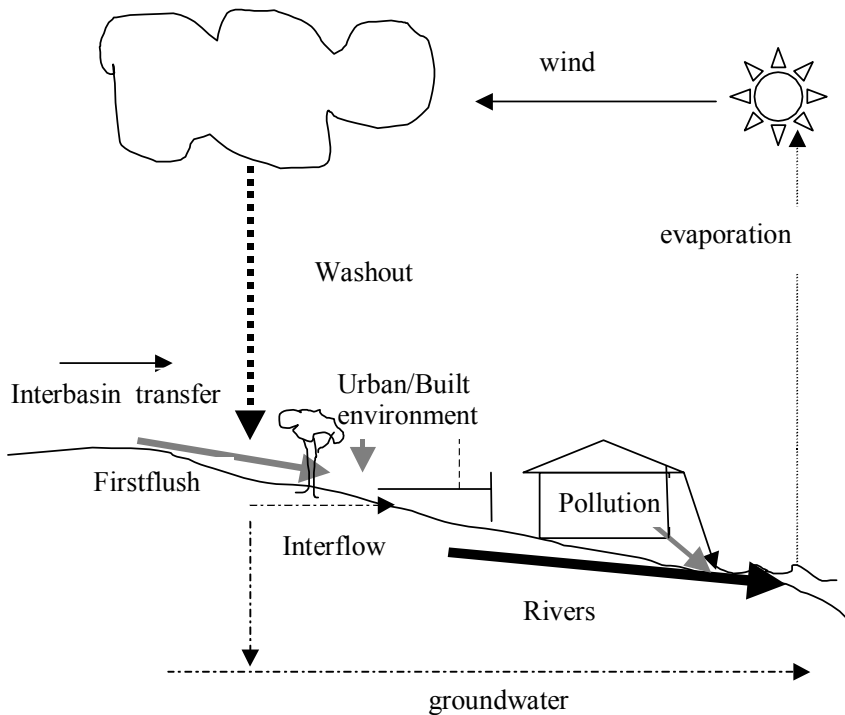 wind
evaporation
Washout
Interbasin transfer
Urban/Built
environment
Firstflush
Pollution
Interflow
Rivers
groundwater